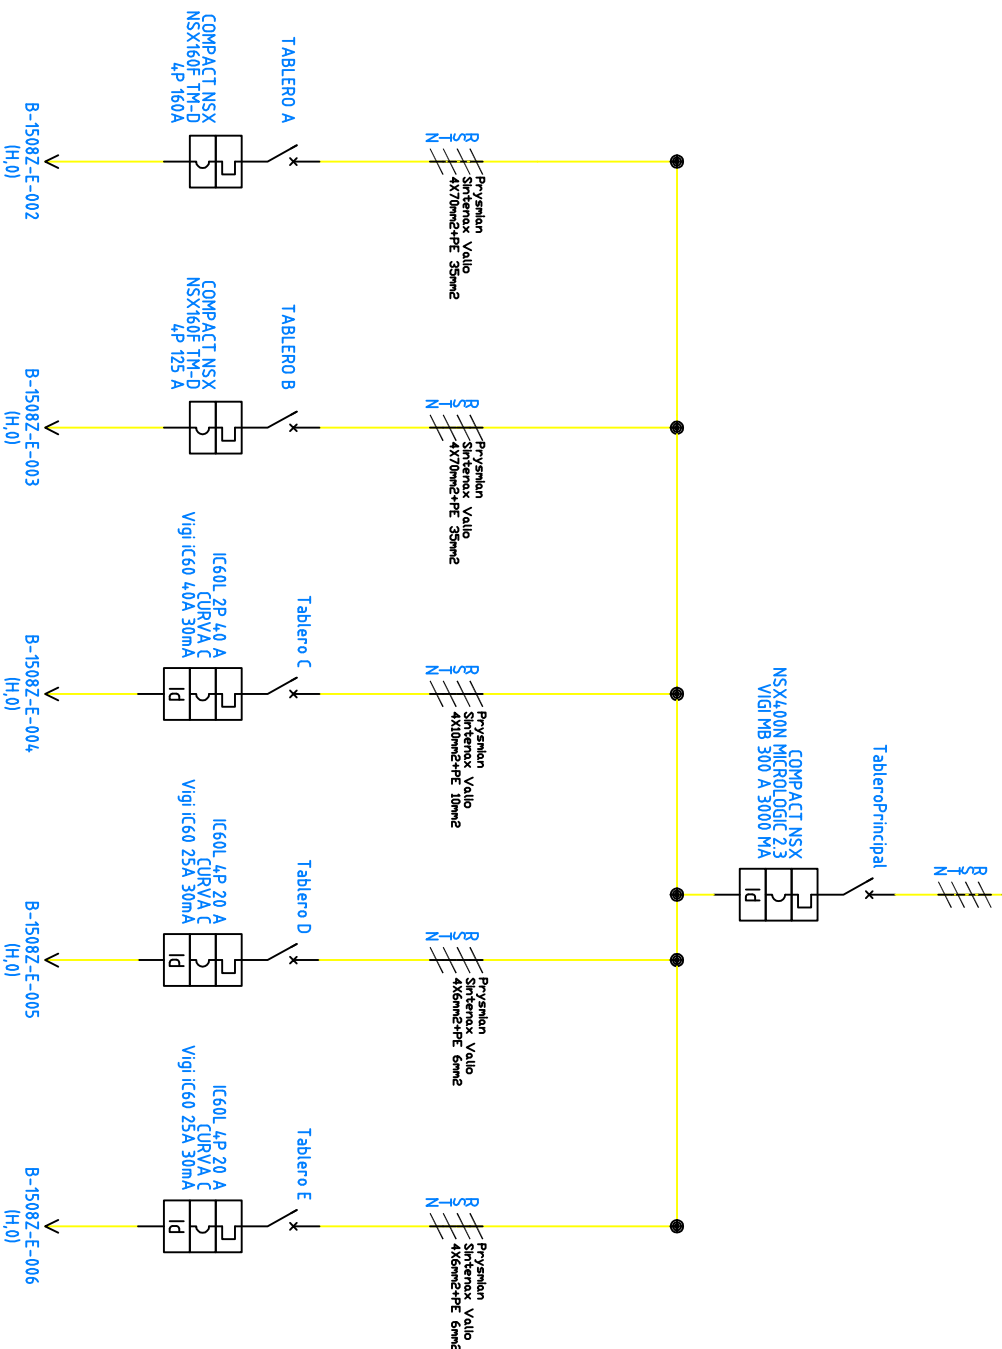 R
S
T
N
TableroPrincipal
COMPACT NSX
NSX400N MICROLOGIC 2.3
VIGI MB 300 A 3000 MA
Id
R
S
T
N
Prysmian
Sintenax Valio
4X70mm2+PE 35mm2
TABLERO A
COMPACT NSX
NSX160F TM-D
4P 160A
B-1508Z-E-002
(H,0)
R
S
T
N
Prysmian
Sintenax Valio
4X70mm2+PE 35mm2
TABLERO B
COMPACT NSX
NSX160F TM-D
4P 125 A
B-1508Z-E-003
(H,0)
R
S
T
N
Prysmian
Sintenax Valio
4X10mm2+PE 10mm2
Tablero C
IC60L 2P 40 A
CURVA C
Vigi iC60 40A 30mA
Id
B-1508Z-E-004
(H,0)
R
S
T
N
Prysmian
Sintenax Valio
4X6mm2+PE 6mm2
Tablero D
IC60L 4P 20 A
CURVA C
Vigi iC60 25A 30mA
Id
B-1508Z-E-005
(H,0)
R
S
T
N
Prysmian
Sintenax Valio
4X6mm2+PE 6mm2
Tablero E
IC60L 4P 20 A
CURVA C
Vigi iC60 25A 30mA
Id
B-1508Z-E-006
(H,0)